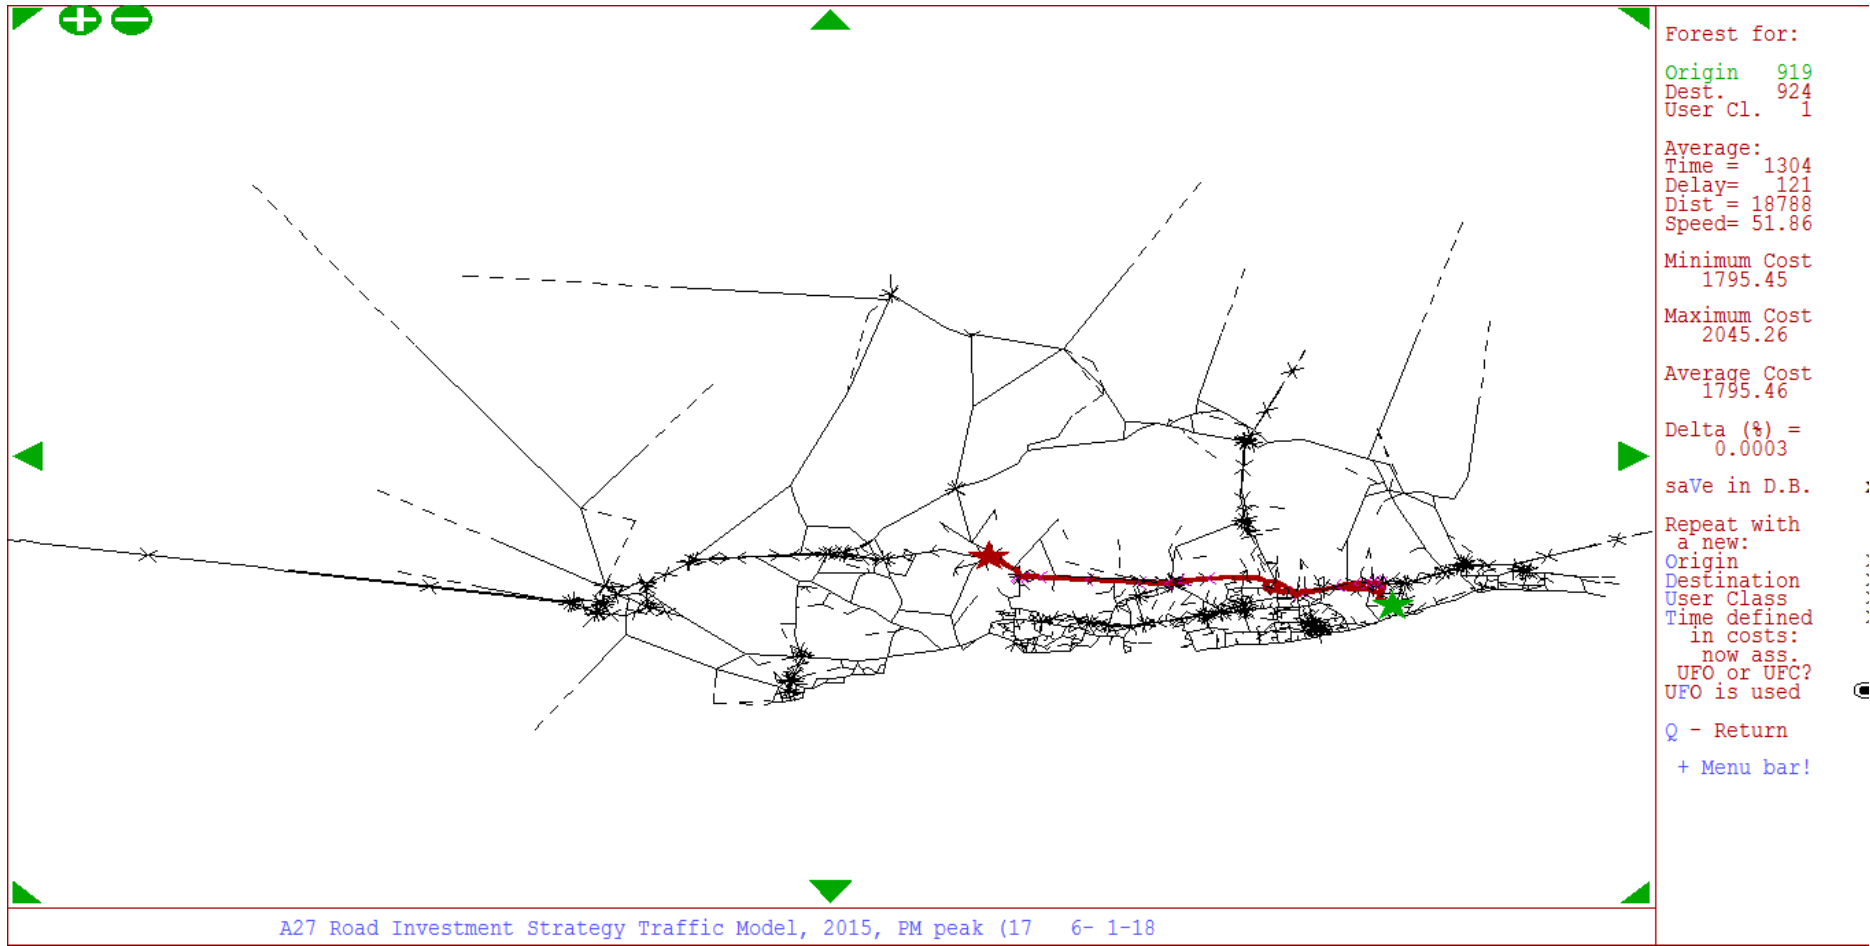 Forest for:
Origin 919
Dest. 924
User Cl. 1
Average:
Time = 1304
Delay= 121
Dist = 18788
Speed= 51.86
Minimum Cost
1795.45
Maximum Cost
2045.26
Average Cost
1795.46
Delta (%) =
0.0003
saVe in D.B.
Repeat with
a new:
Origin
Destination
User Class
Time defined
in costs:
now ass.
UFO or UFC?
UFO is used
Q - Return
+ Menu bar!
A27 Road Investment Strategy Traffic Model, 2015, PM peak (17 6- 1-18